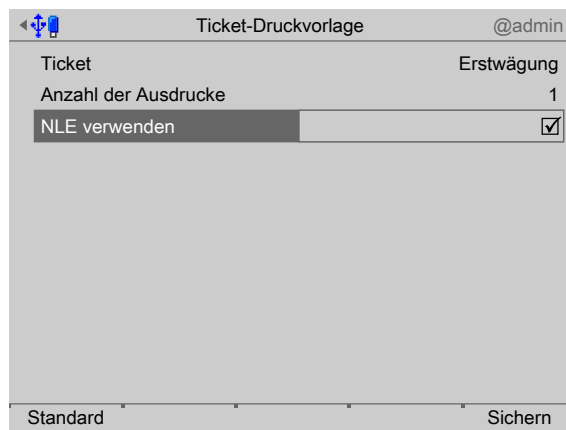 Ticket-Druckvorlage @admin
Ticket Erstwägung
Anzahl der Ausdrucke 1
NLE verwenden
Standard Sichern